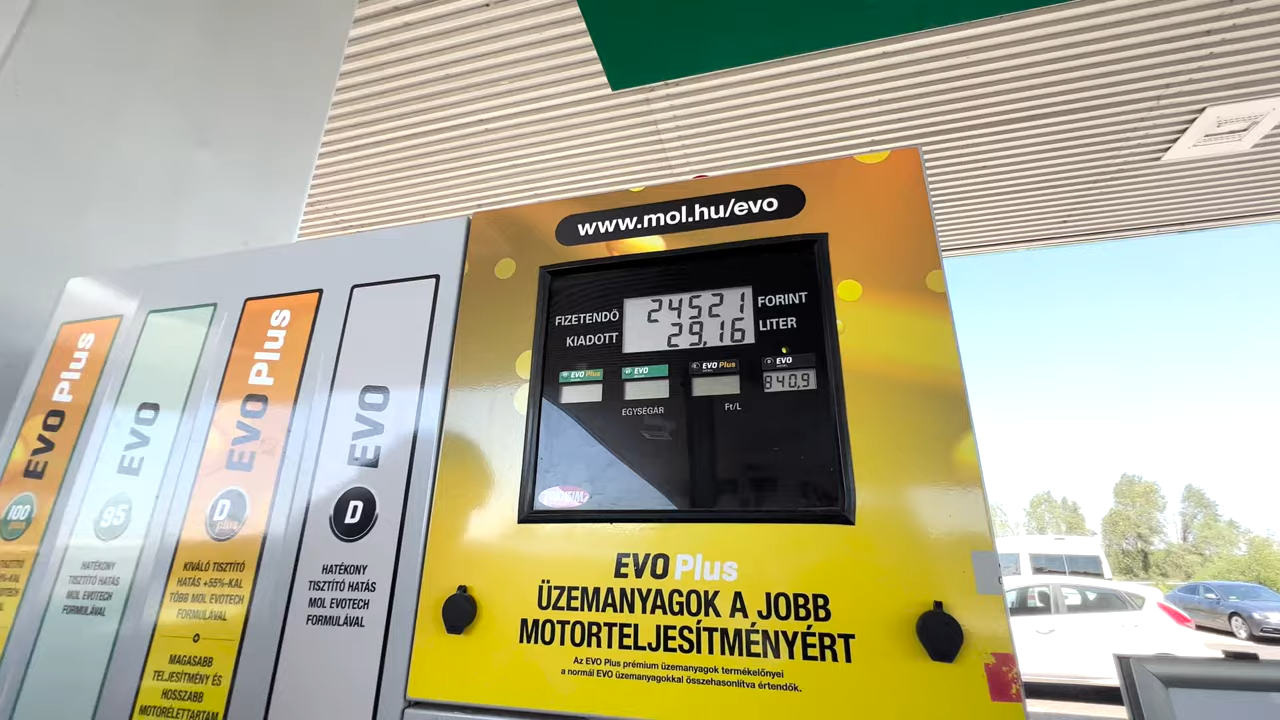 www.mol.hu/evo
FIZETENDŐ 24521 FORINT
KIADOTT 29,16 LITER
EVO Plus
EVO
EVO Plus
EVO
840,9
EGYSÉGÁR Ft/L
EVO Plus
ÜZEMANYAGOK A JOBB
MOTORTELJESÍTMÉNYÉRT
Az EVO Plus prémium üzemanyagok termékelőnyei
a normál EVO üzemanyagokkal összehasonlítva értendők.
EVO Plus
100
plus
EVO
95
HATÉKONY
TISZTÍTÓ HATÁS
MOL EVOTECH
FORMULÁVAL
EVO Plus
D
plus
KIVÁLÓ TISZTÍTÓ
HATÁS +55%-KAL
TÖBB MOL EVOTECH
FORMULÁVAL
MAGASABB
TELJESÍTMÉNY ÉS
HOSSZABB
MOTORÉLETTARTAM
EVO
D
HATÉKONY
TISZTÍTÓ HATÁS
MOL EVOTECH
FORMULÁVAL